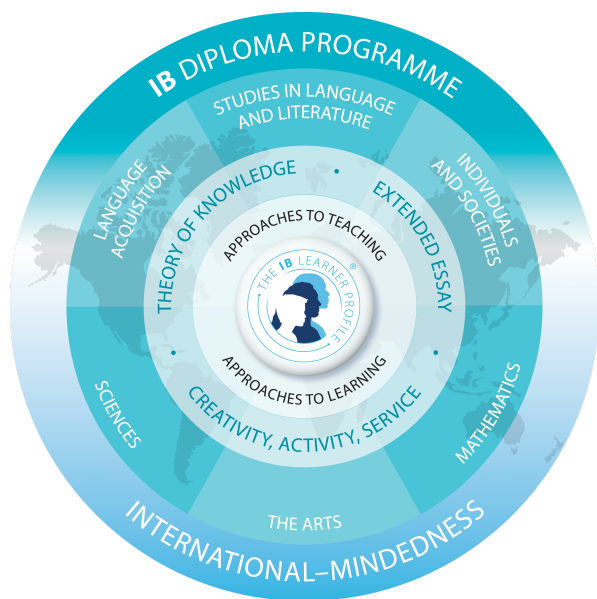 IB DIPLOMA PROGRAMME
STUDIES IN LANGUAGE
AND LITERATURE
LANGUAGE
ACQUISITION
INDIVIDUALS
AND SOCIETIES
THEORY OF KNOWLEDGE
•
EXTENDED ESSAY
APPROACHES TO TEACHING
• THE IB LEARNER PROFILE •
®
APPROACHES TO LEARNING
•
CREATIVITY, ACTIVITY, SERVICE
•
SCIENCES
MATHEMATICS
THE ARTS
INTERNATIONAL–MINDEDNESS